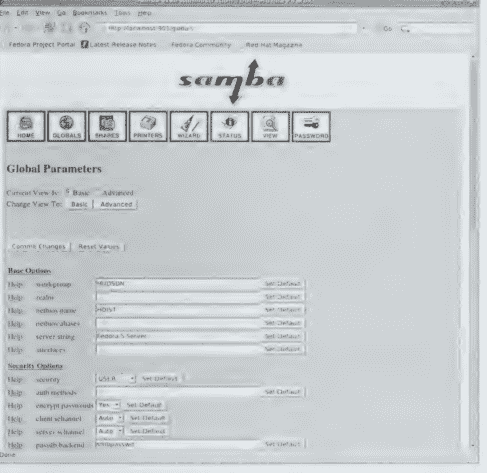 File Edit View Go Bookmarks Tools Help
Go
Fedora Project Portal Latest Release Notes Fedora Community Red Hat Magazine
samba
HOME GLOBALS SHARES PRINTERS WIZARD STATUS VIEW PASSWORD
Global Parameters
Current View Is: Basic Advanced
Change View To: Basic Advanced
Commit Changes Reset Values
Base Options
Help workgroup HUDSON Set Default
Help realm Set Default
Help netbios name Set Default
Help netbios aliases Set Default
Help server string Fedora 5 Server Set Default
Help interfaces Set Default
Security Options
Help security USER Set Default
Help auth methods Set Default
Help encrypt passwords Yes Set Default
Help client schannel Auto Set Default
Help server schannel Auto Set Default
Help passdb backend smbpasswd Set Default
Done